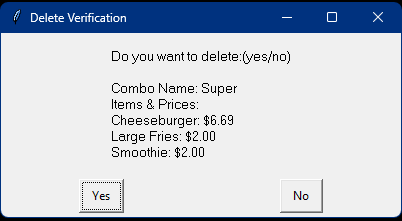 Delete Verification
Do you want to delete:(yes/no)
Combo Name: Super
Items & Prices:
Cheeseburger: $6.69
Large Fries: $2.00
Smoothie: $2.00
Yes
No